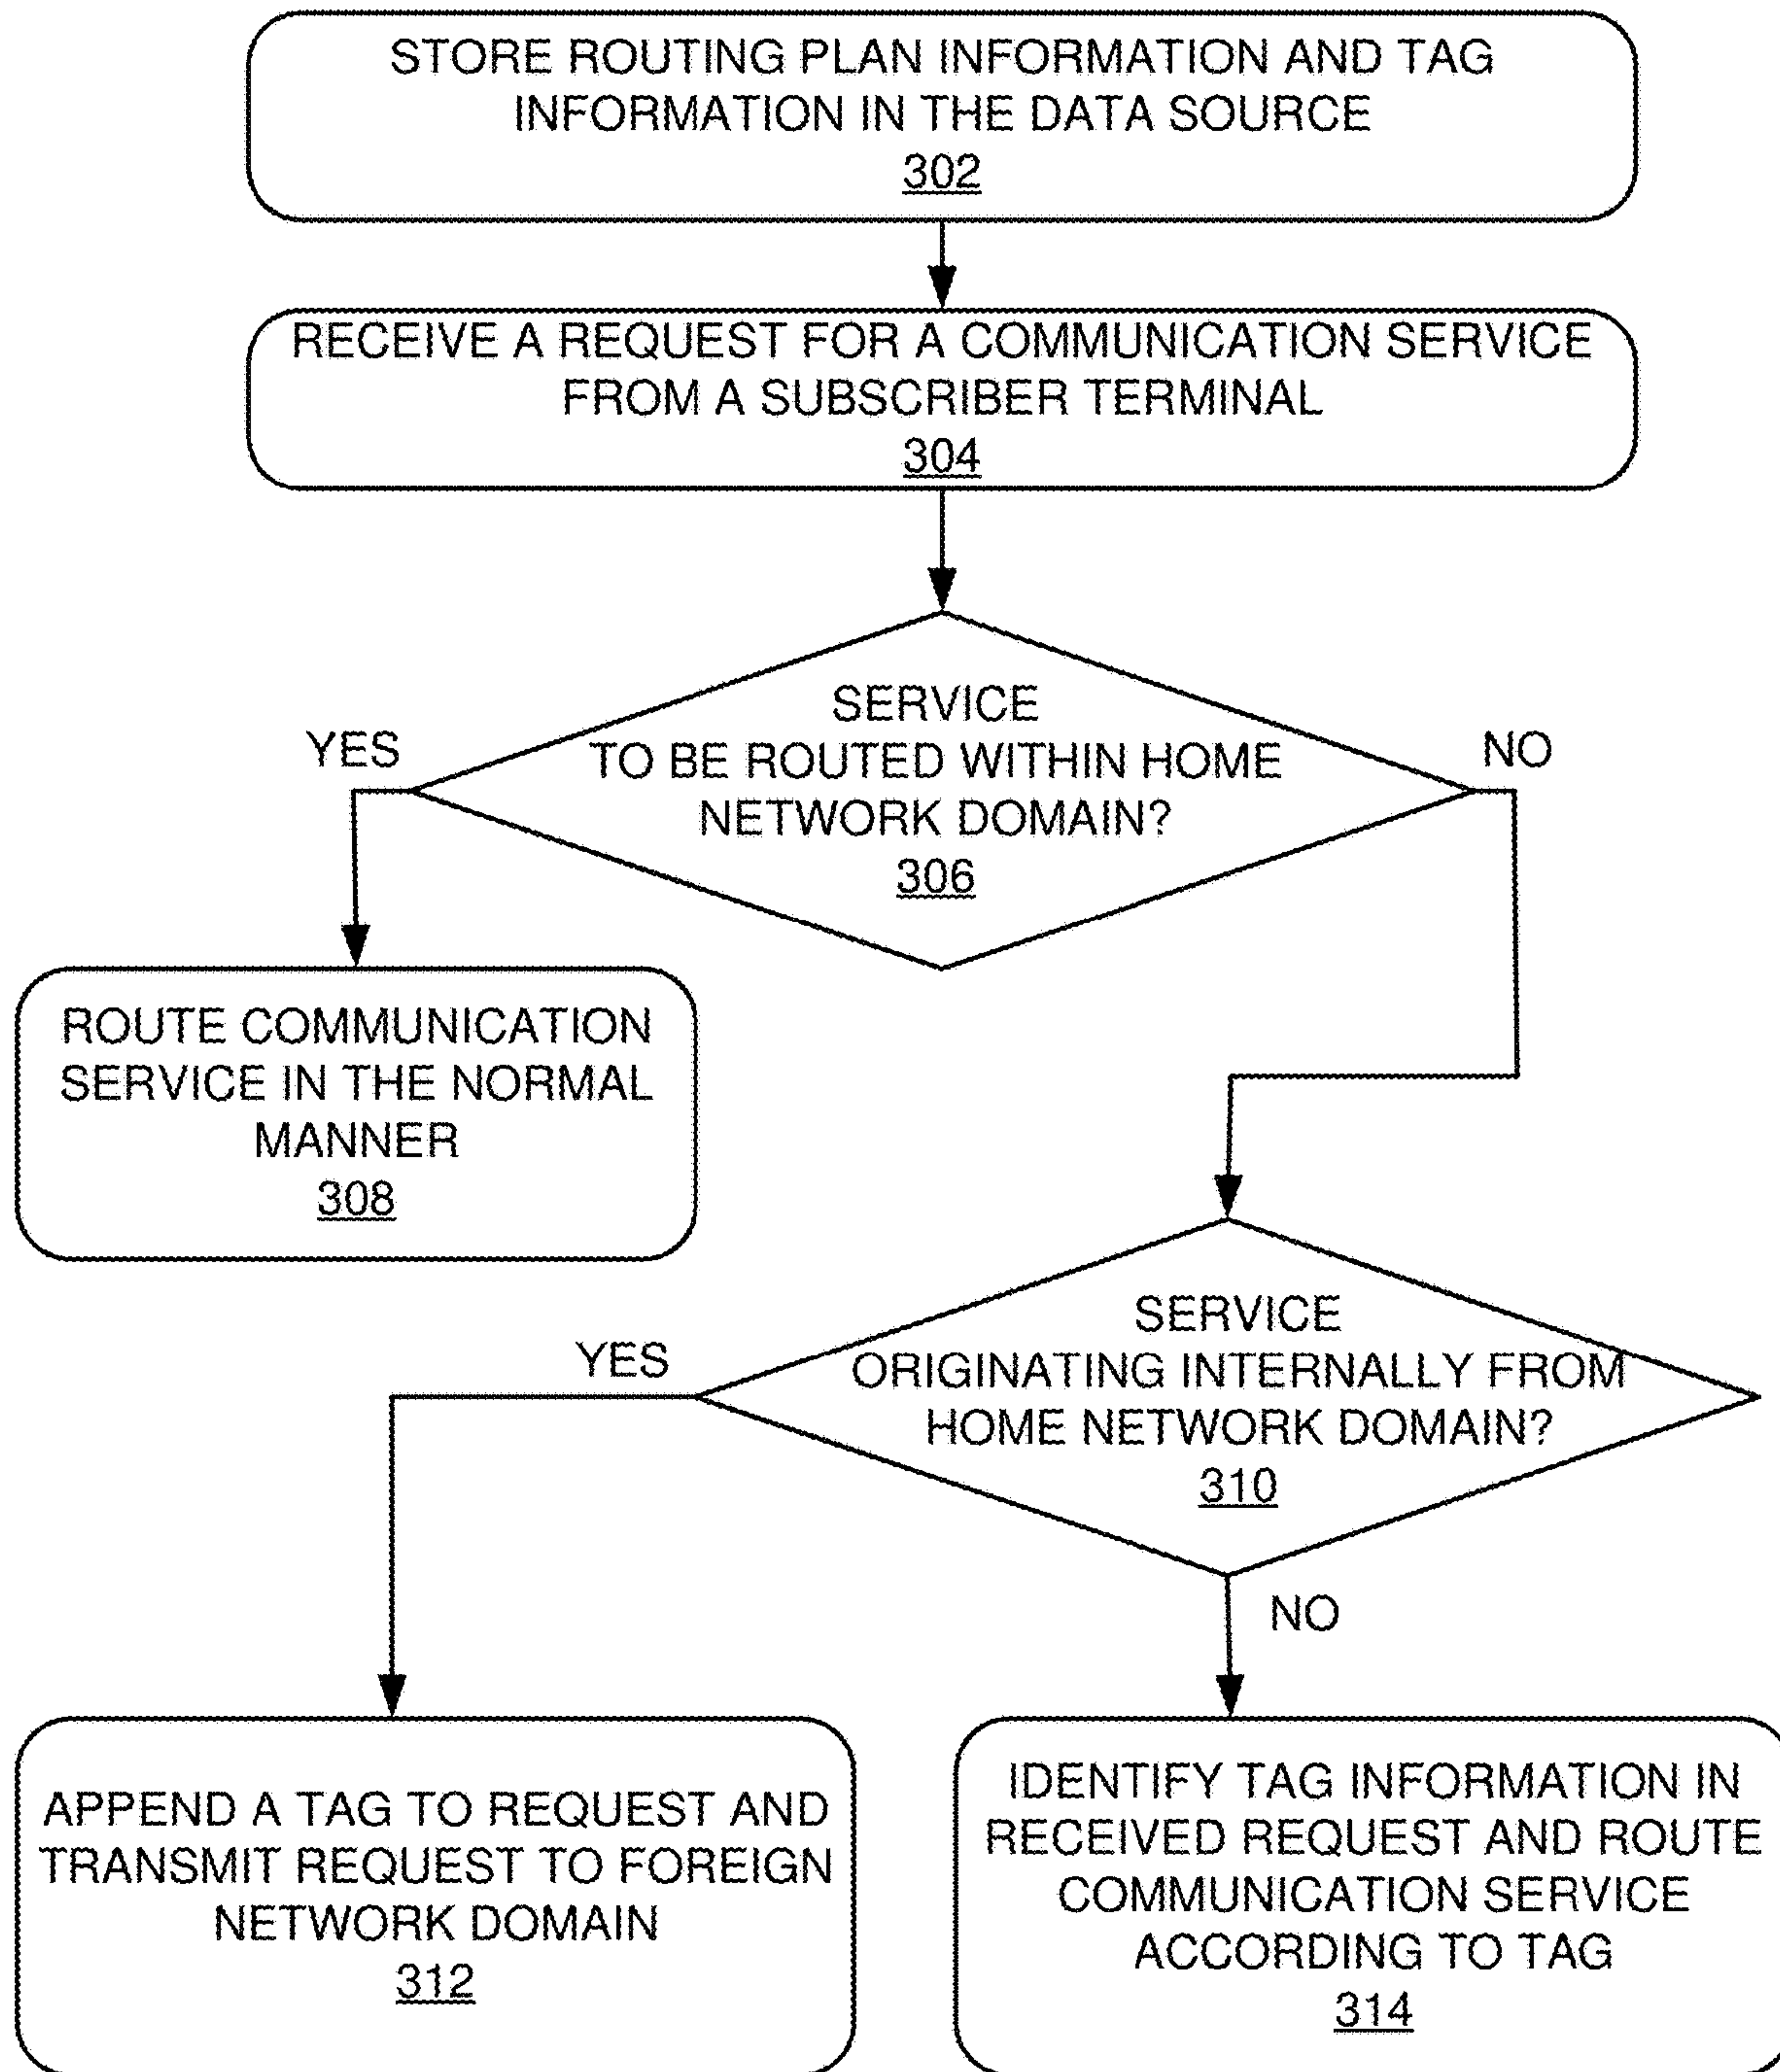 STORE ROUTING PLAN INFORMATION AND TAG
INFORMATION IN THE DATA SOURCE
302
RECEIVE A REQUEST FOR A COMMUNICATION SERVICE
FROM A SUBSCRIBER TERMINAL
304
SERVICE
TO BE ROUTED WITHIN HOME
NETWORK DOMAIN?
306
YES
NO
ROUTE COMMUNICATION
SERVICE IN THE NORMAL
MANNER
308
SERVICE
ORIGINATING INTERNALLY FROM
HOME NETWORK DOMAIN?
310
YES
NO
APPEND A TAG TO REQUEST AND
TRANSMIT REQUEST TO FOREIGN
NETWORK DOMAIN
312
IDENTIFY TAG INFORMATION IN
RECEIVED REQUEST AND ROUTE
COMMUNICATION SERVICE
ACCORDING TO TAG
314